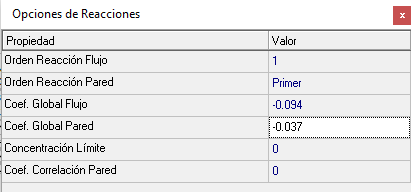 Opciones de Reacciones
x
Propiedad Valor
Orden Reacción Flujo 1
Orden Reacción Pared Primer
Coef. Global Flujo -0.094
Coef. Global Pared -0.037
Concentración Límite 0
Coef. Correlación Pared 0